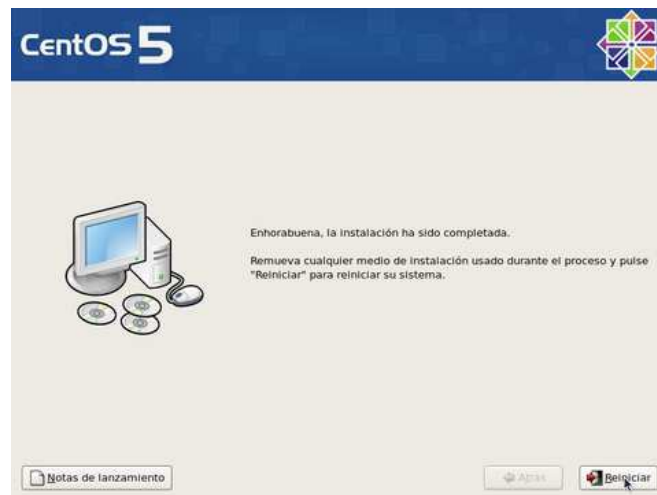 CentOS 5
Enhorabuena, la instalación ha sido completada.
Remueva cualquier medio de instalación usado durante el proceso y pulse
"Reiniciar" para reiniciar su sistema.
Notas de lanzamiento
Atrás
Reiniciar